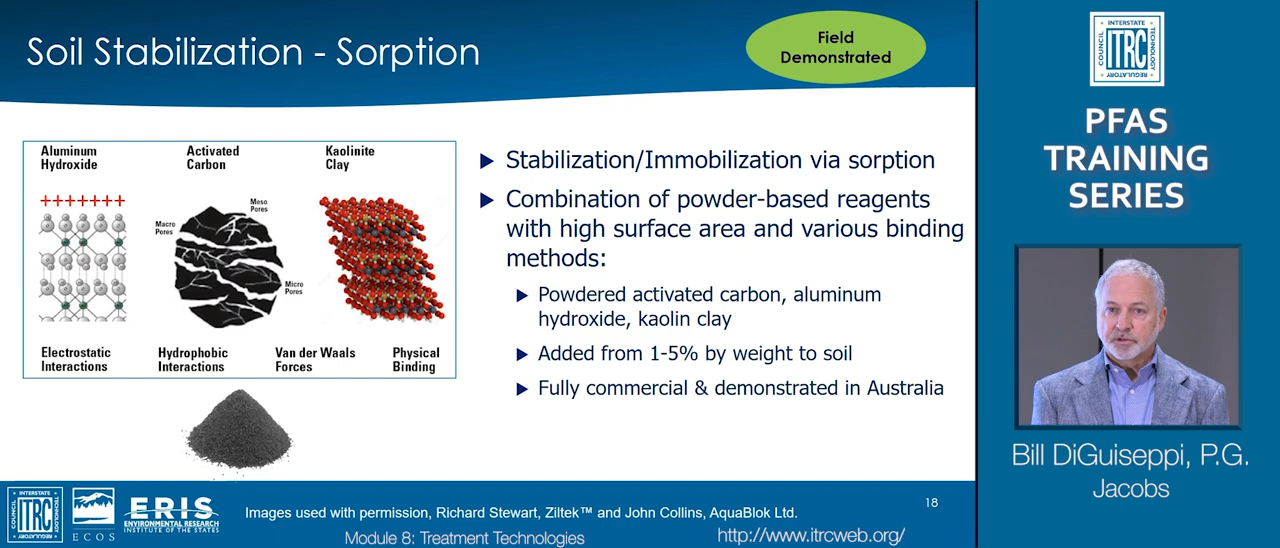 Soil Stabilization - Sorption
Field
Demonstrated
Aluminum
Hydroxide
Activated
Carbon
Kaolinite
Clay
+++++++
Macro
Pores
Meso
Pores
Micro
Pores
Electrostatic
Interactions
Hydrophobic
Interactions
Van der Waals
Forces
Physical
Binding
Stabilization/Immobilization via sorption
Combination of powder-based reagents
with high surface area and various binding
methods:
Powdered activated carbon, aluminum
hydroxide, kaolin clay
Added from 1-5% by weight to soil
Fully commercial & demonstrated in Australia
INTERSTATE
COUNCIL
ITRC
TECHNOLOGY
REGULATORY
ECOS
ERIS
ENVIRONMENTAL RESEARCH
INSTITUTE OF THE STATES
Images used with permission, Richard Stewart, Ziltek™ and John Collins, AquaBlok Ltd.
18
Module 8: Treatment Technologies
http://www.itrcweb.org/
INTERSTATE
COUNCIL
ITRC
TECHNOLOGY
REGULATORY
PFAS
TRAINING
SERIES
Bill DiGuiseppi, P.G.
Jacobs